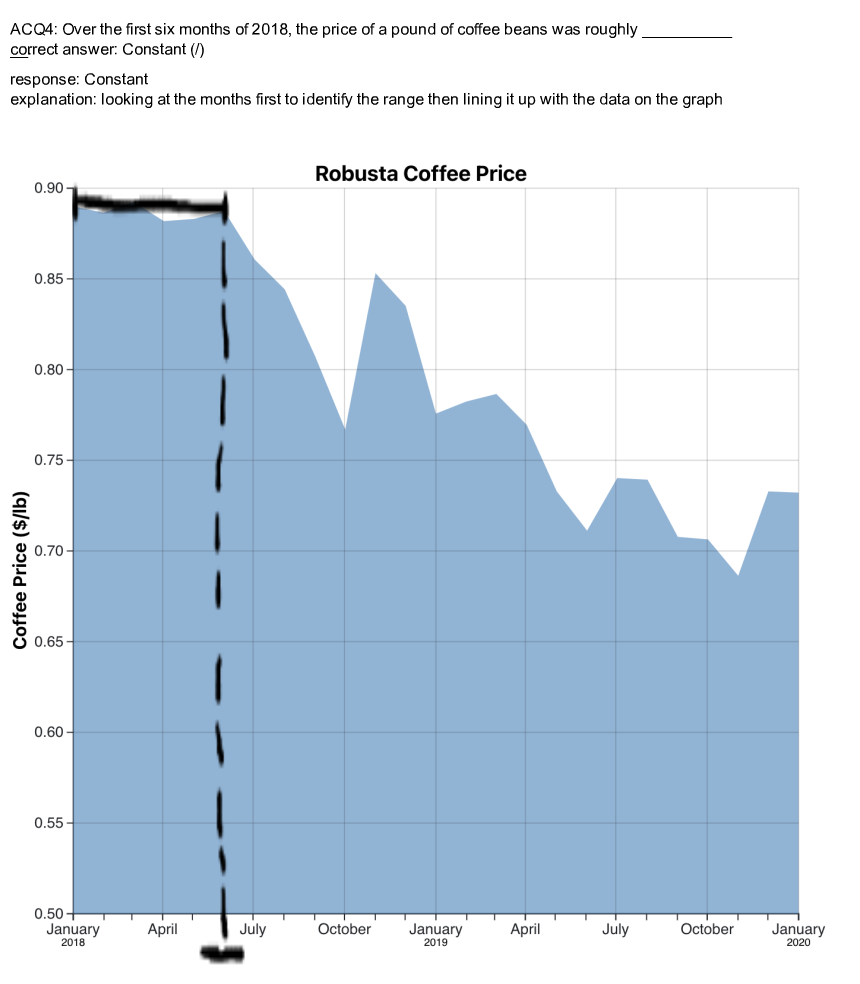 ACQ4: Over the first six months of 2018, the price of a pound of coffee beans was roughly ___________
correct answer: Constant (/)
response: Constant
explanation: looking at the months first to identify the range then lining it up with the data on the graph
Robusta Coffee Price
0.90
0.85
0.80
0.75
0.70
0.65
0.60
0.55
0.50
Coffee Price ($/lb)
January April July October January April July October January
2018 2019 2020